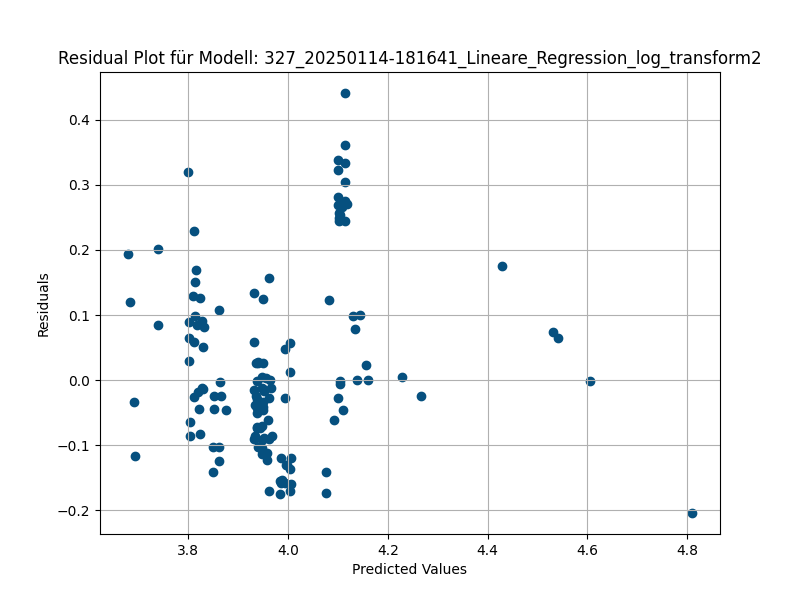 Residual Plot für Modell: 327_20250114-181641_Lineare_Regression_log_transform2
Residuals
0.4
0.3
0.2
0.1
0.0
−0.1
−0.2
3.8 4.0 4.2 4.4 4.6 4.8
Predicted Values